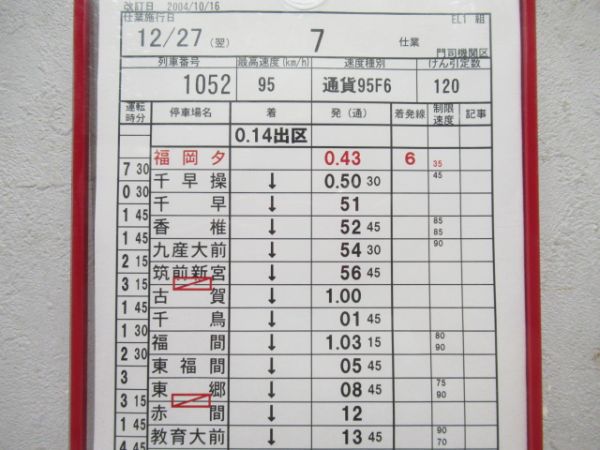 改訂日 2004/10/16
仕業施行日 EL1 組
12/27 (翌) 7 仕業
門司機関区
列車番号 最高速度(km/h) 速度種別 けん引定数
1052 95 通貨95F6 120
運転時分 停車場名 着 発(通) 着発線 制限速度 記事
0.14出区
福岡タ 0.43 6 35
7 30
千早操 ↓ 0.50 30 45
0 30
千早 ↓ 51
1 45
香椎 ↓ 52 45 85 85
1 45
九産大前 ↓ 54 30 90
2 15
筑前新宮 ↓ 56 45
3 15
古賀 ↓ 1.00
1 45
千鳥 ↓ 01 45
1 30
福間 ↓ 1.03 15 80 90
2 30
東福間 ↓ 05 45
3
東郷 ↓ 08 45 75 90
3 15
赤間 ↓ 12
1 45
教育大前 ↓ 13 45 90 70
4 45